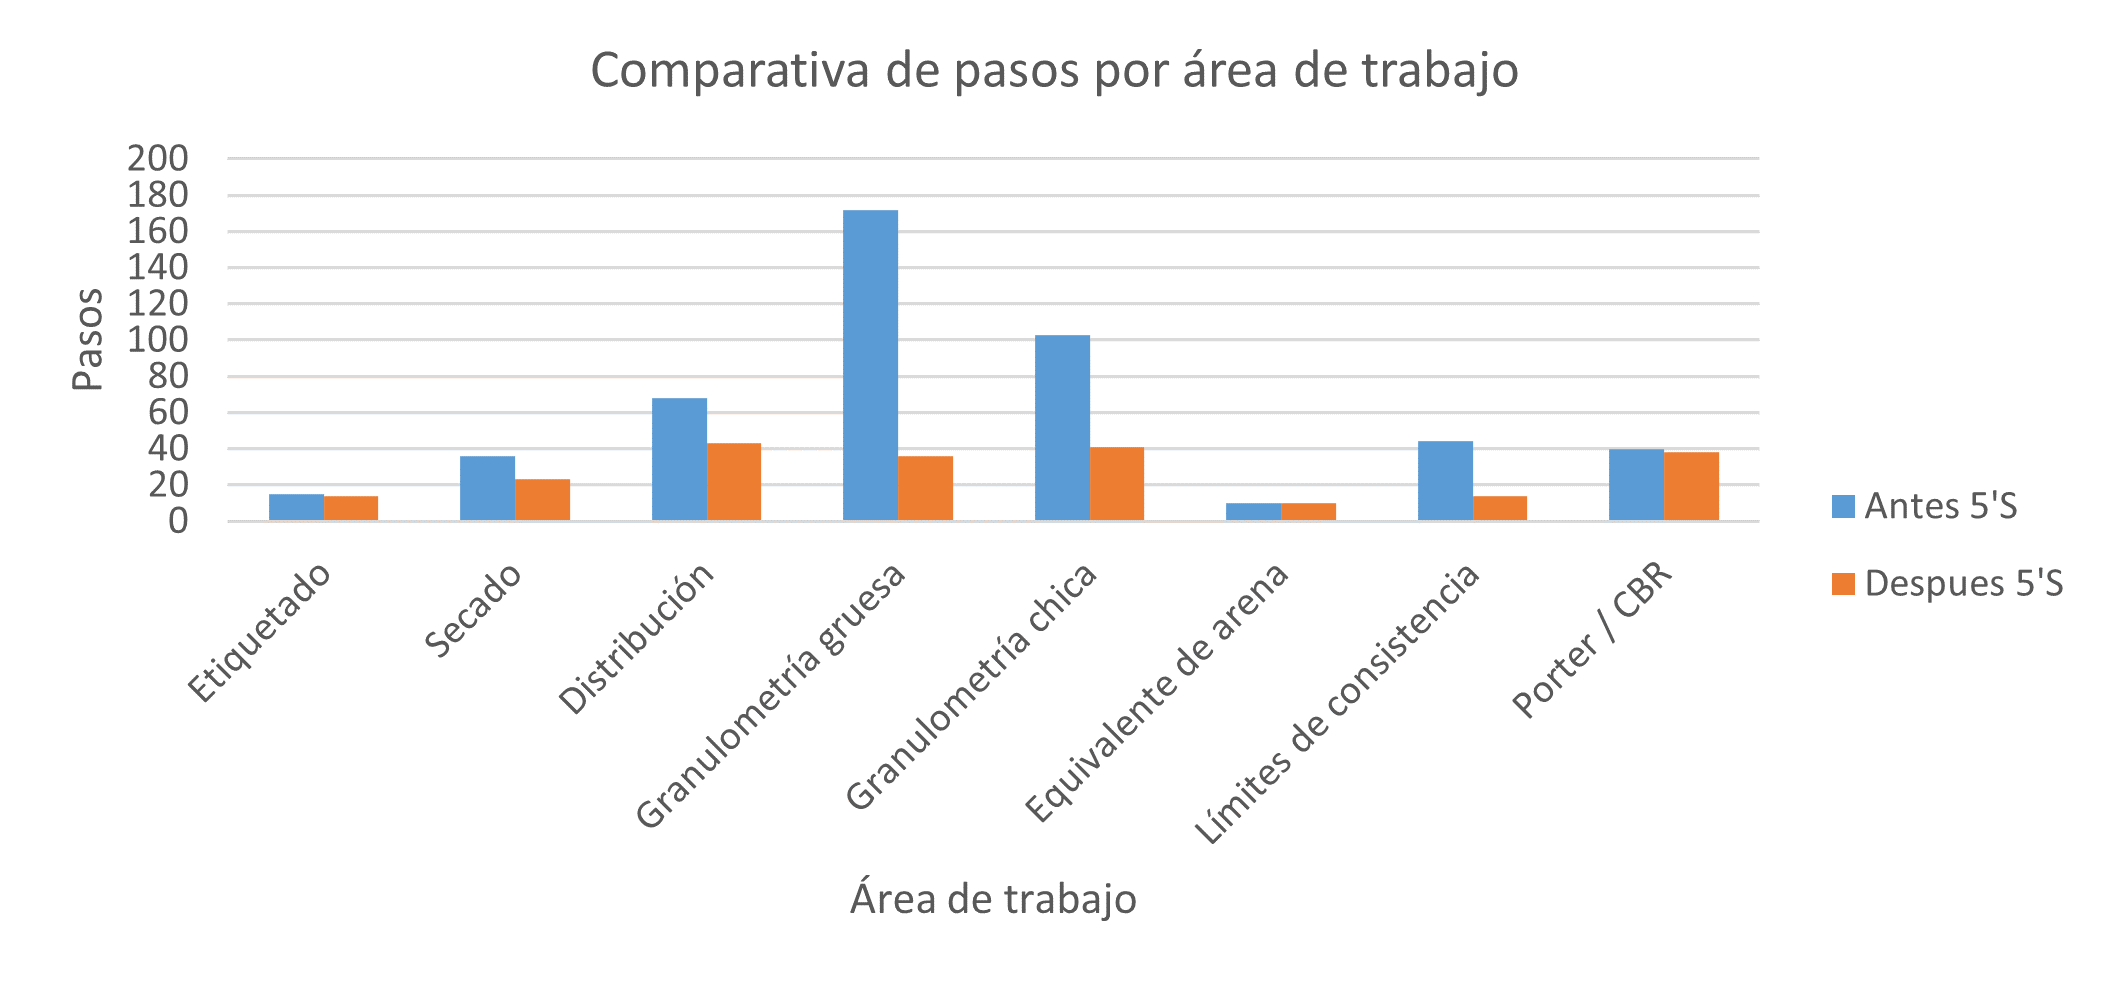 Comparativa de pasos por área de trabajo
200
180
160
140
120
100
80
60
40
20
0
Pasos
Etiquetado
Secado
Distribución
Granulometría gruesa
Granulometría chica
Equivalente de arena
Límites de consistencia
Porter / CBR
Área de trabajo
Antes 5'S
Despues 5'S